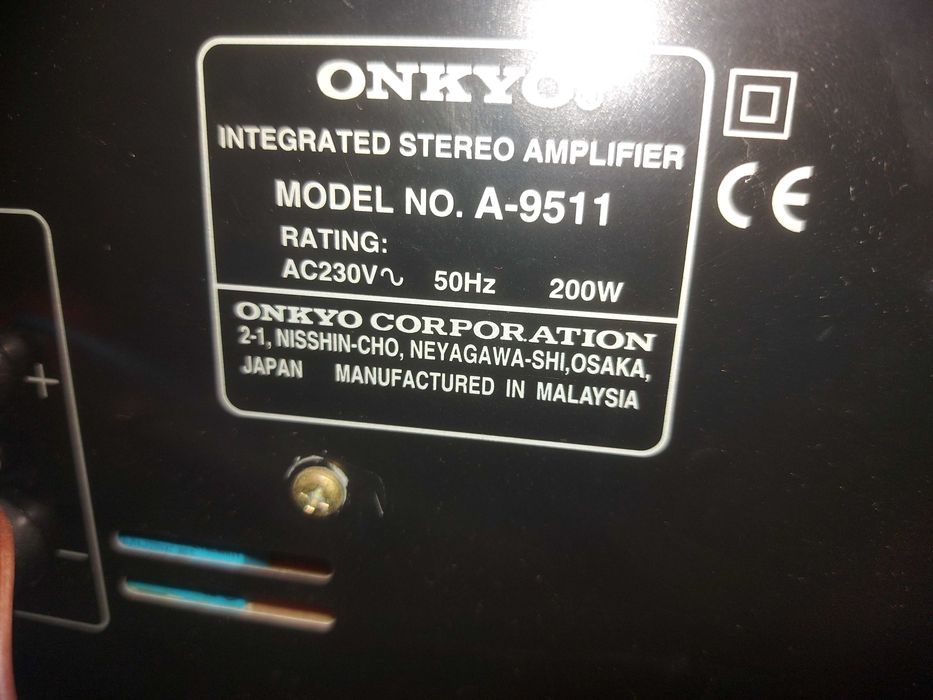 ONKYO
INTEGRATED STEREO AMPLIFIER
MODEL NO. A-9511
RATING:
AC230V∿ 50Hz 200W
ONKYO CORPORATION
2-1, NISSHIN-CHO, NEYAGAWA-SHI,OSAKA,
JAPAN MANUFACTURED IN MALAYSIA
CE
+
−